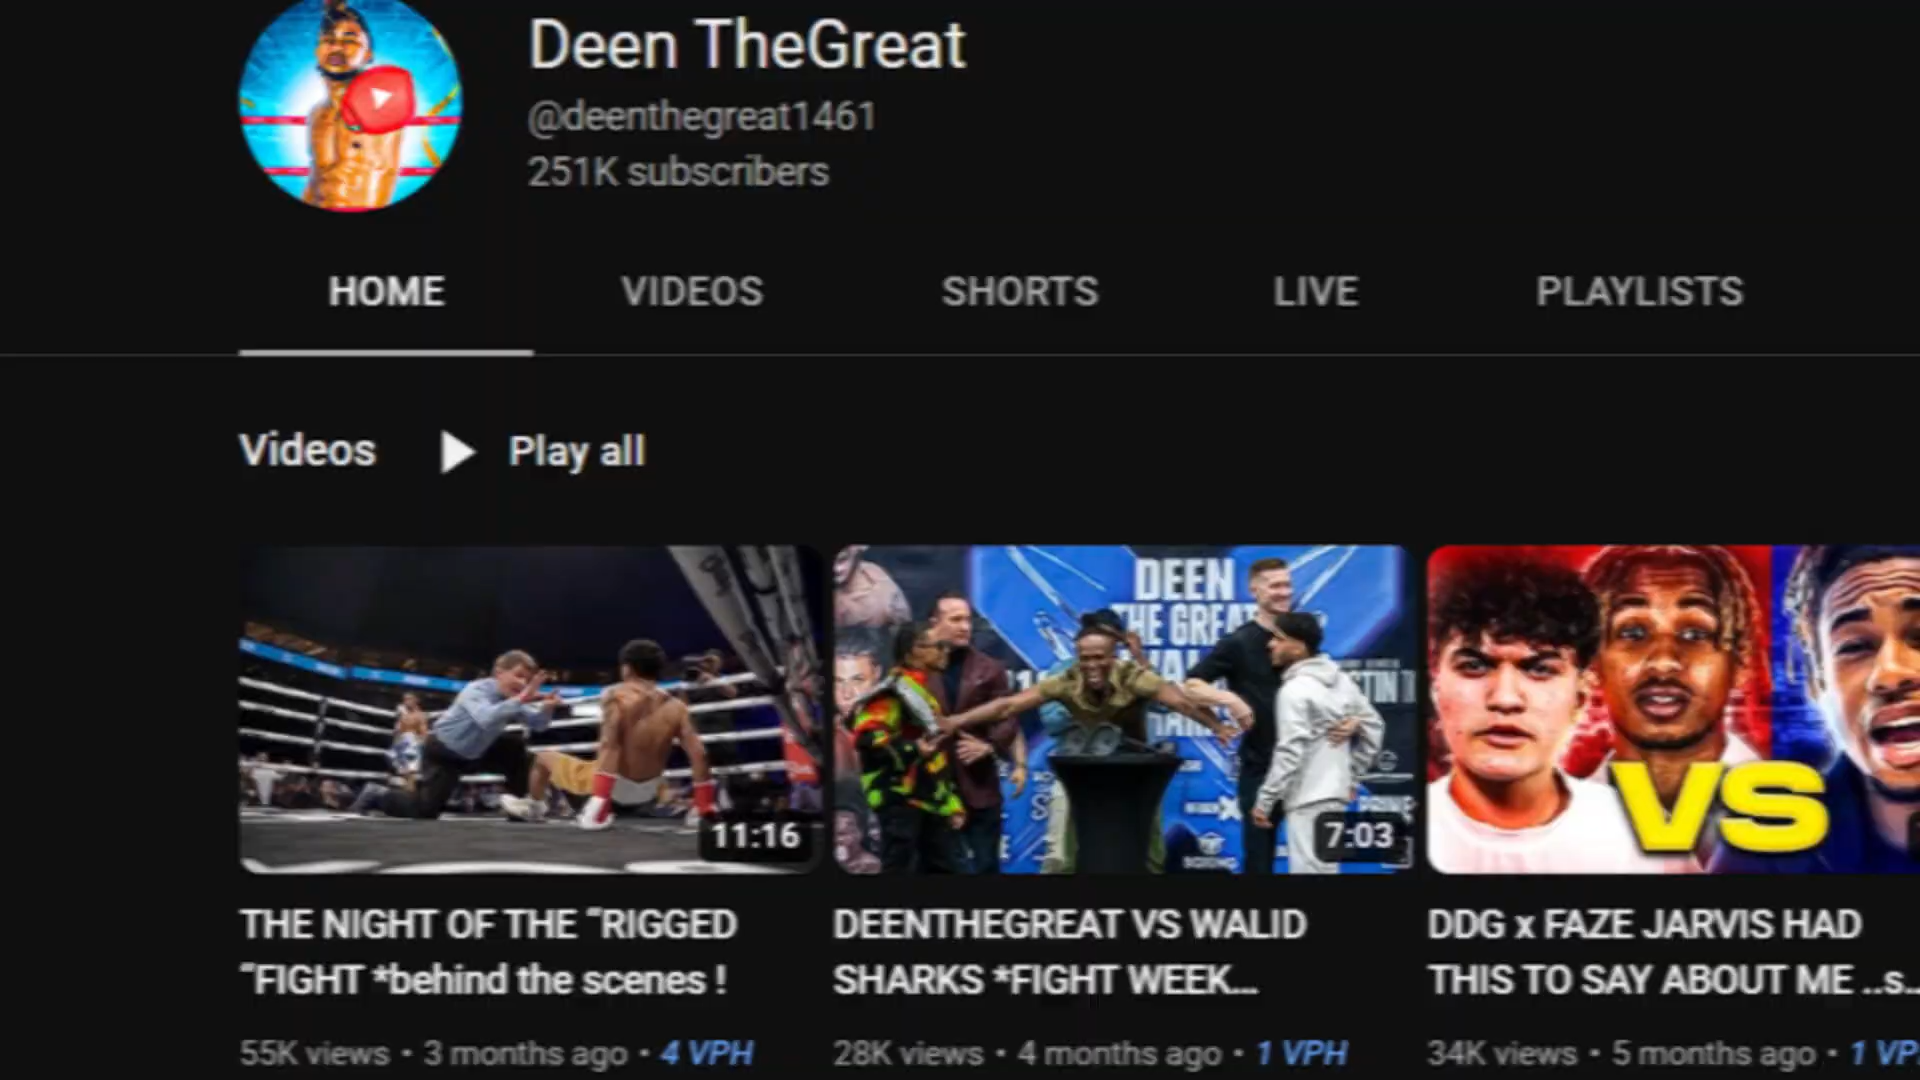 Deen TheGreat
@deenthegreat1461
251K subscribers
HOME VIDEOS SHORTS LIVE PLAYLISTS
Videos Play all
DEEN
THE GREAT
11:16
7:03
VS
THE NIGHT OF THE “RIGGED
“FIGHT *behind the scenes !
55K views • 3 months ago • 4 VPH
DEENTHEGREAT VS WALID
SHARKS *FIGHT WEEK...
28K views • 4 months ago • 1 VPH
DDG x FAZE JARVIS HAD
THIS TO SAY ABOUT ME ..s...
34K views • 5 months ago • 1 VP